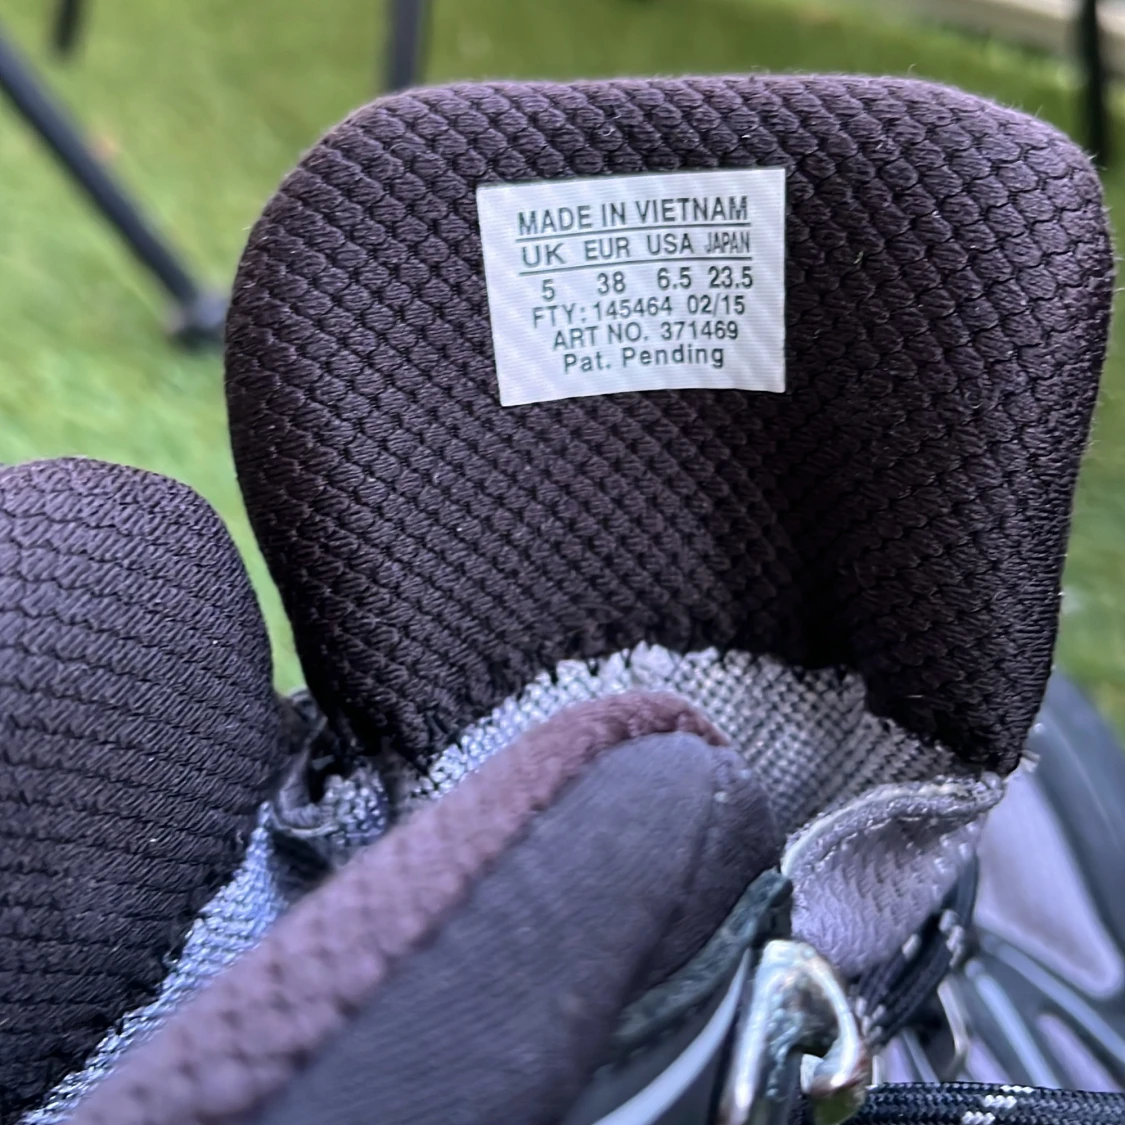 MADE IN VIETNAM
UK EUR USA JAPAN
5 38 6.5 23.5
FTY: 145464 02/15
ART NO. 371469
Pat. Pending